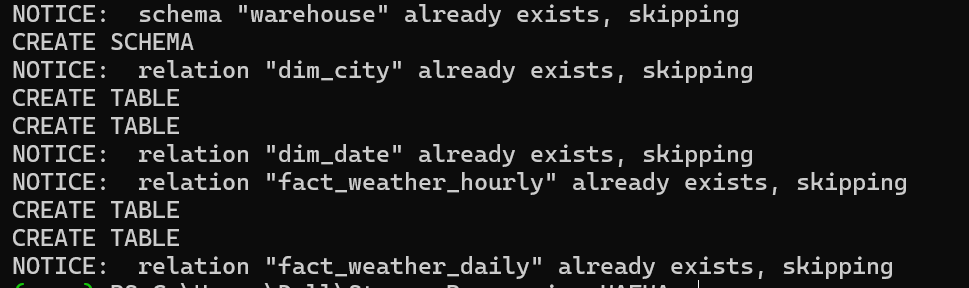 NOTICE:  schema "warehouse" already exists, skipping
CREATE SCHEMA
NOTICE:  relation "dim_city" already exists, skipping
CREATE TABLE
CREATE TABLE
NOTICE:  relation "dim_date" already exists, skipping
NOTICE:  relation "fact_weather_hourly" already exists, skipping
CREATE TABLE
CREATE TABLE
NOTICE:  relation "fact_weather_daily" already exists, skipping